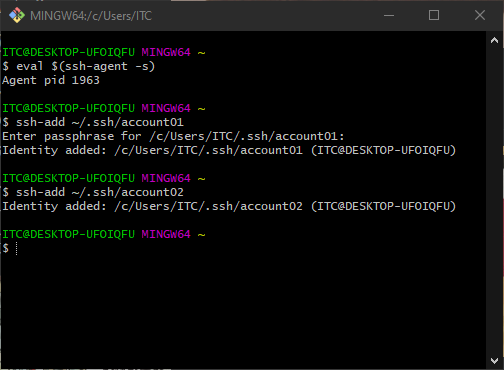 MINGW64:/c/Users/ITC
ITC@DESKTOP-UFOIQFU MINGW64 ~
$ eval $(ssh-agent -s)
Agent pid 1963
ITC@DESKTOP-UFOIQFU MINGW64 ~
$ ssh-add ~/.ssh/account01
Enter passphrase for /c/Users/ITC/.ssh/account01:
Identity added: /c/Users/ITC/.ssh/account01 (ITC@DESKTOP-UFOIQFU)
ITC@DESKTOP-UFOIQFU MINGW64 ~
$ ssh-add ~/.ssh/account02
Identity added: /c/Users/ITC/.ssh/account02 (ITC@DESKTOP-UFOIQFU)
ITC@DESKTOP-UFOIQFU MINGW64 ~
$